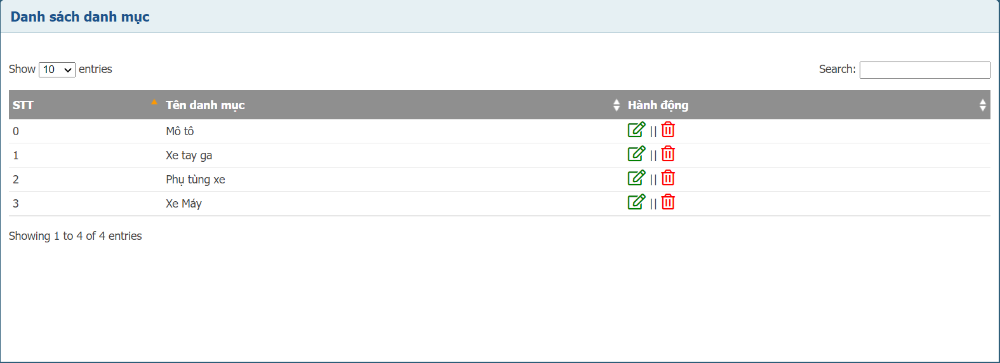 Danh sách danh mục
Show 10 entries Search:
STT Tên danh mục Hành động
0 Mô tô ||
1 Xe tay ga ||
2 Phụ tùng xe ||
3 Xe Máy ||
Showing 1 to 4 of 4 entries